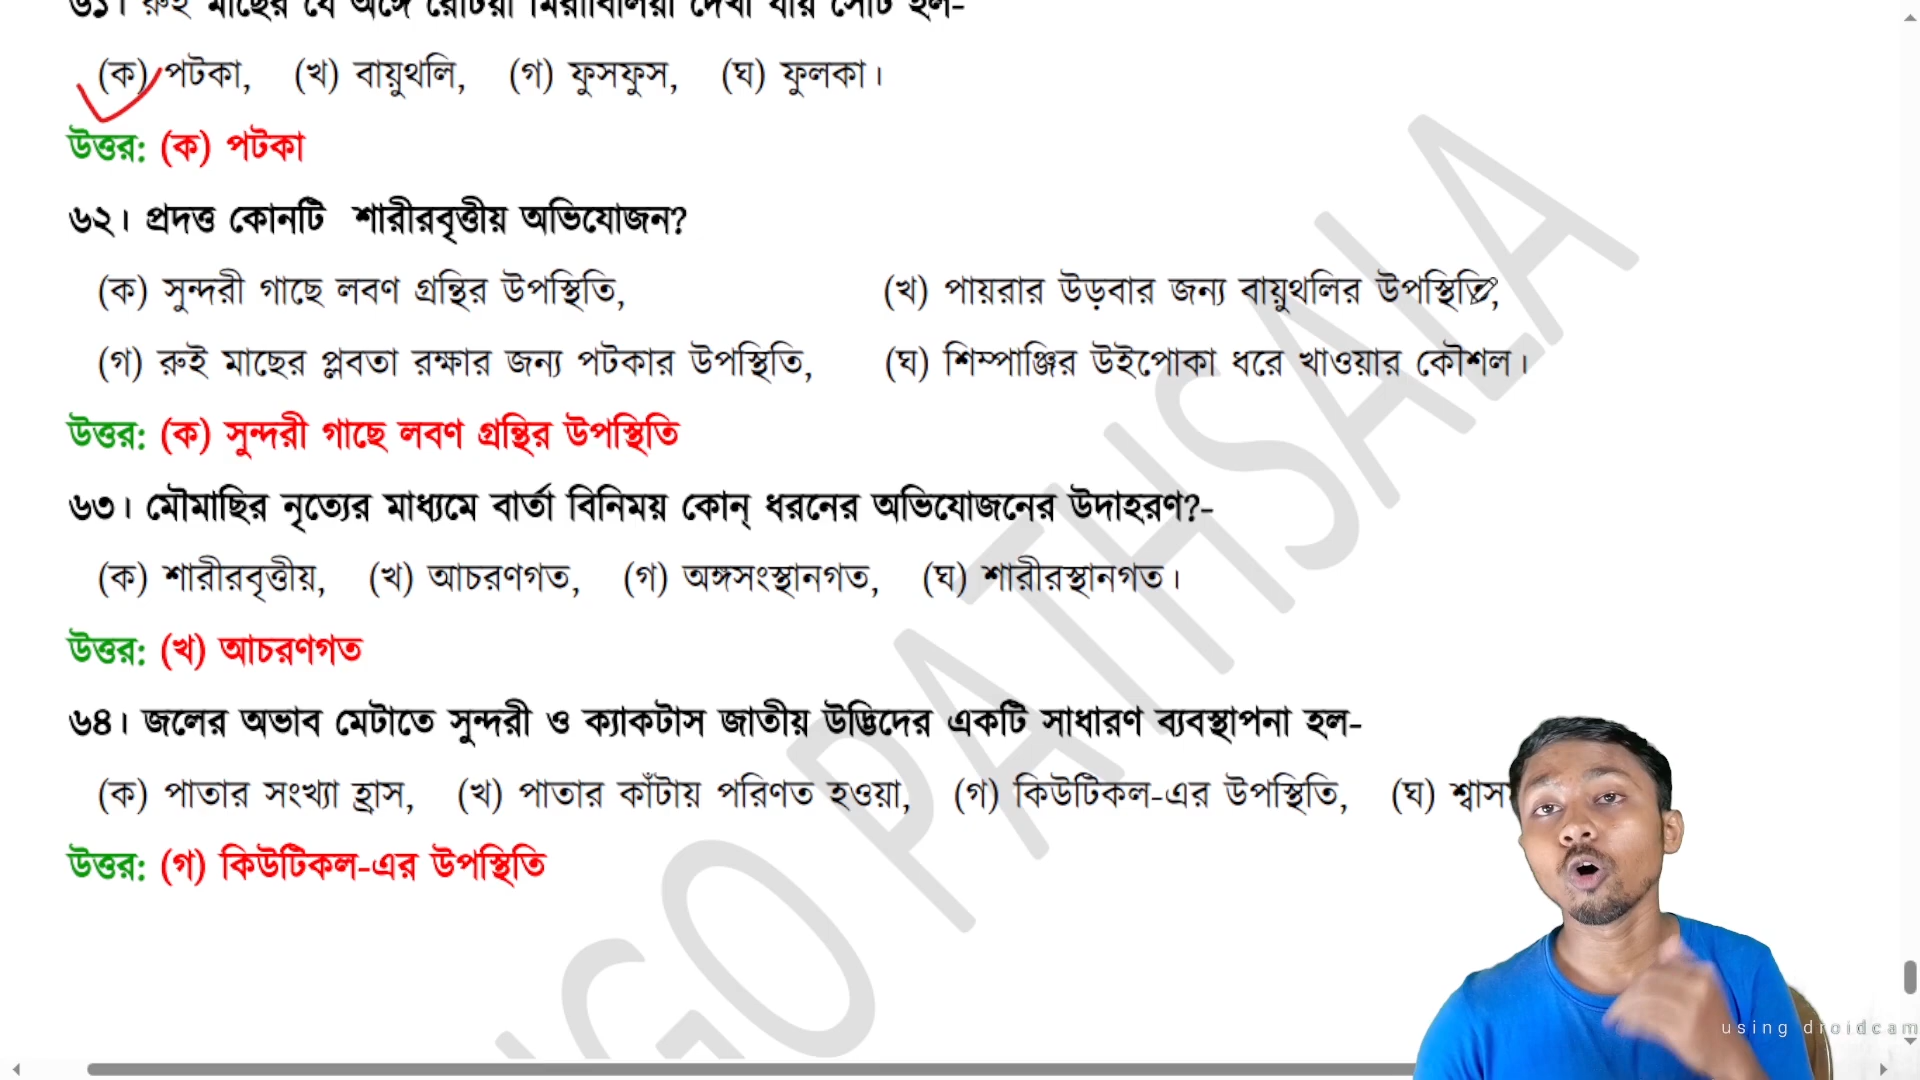 ৬১। রুই মাছের যে অঙ্গে রেটিয়া মিরাবিলিয়া দেখা যায় সেটি হল-
(ক) পটকা, (খ) বায়ুথলি, (গ) ফুসফুস, (ঘ) ফুলকা।
উত্তর: (ক) পটকা
৬২। প্রদত্ত কোনটি শারীরবৃত্তীয় অভিযোজন?
(ক) সুন্দরী গাছে লবণ গ্রন্থির উপস্থিতি, (খ) পায়রার উড়বার জন্য বায়ুথলির উপস্থিতি,
(গ) রুই মাছের প্লবতা রক্ষার জন্য পটকার উপস্থিতি, (ঘ) শিম্পাঞ্জির উইপোকা ধরে খাওয়ার কৌশল।
উত্তর: (ক) সুন্দরী গাছে লবণ গ্রন্থির উপস্থিতি
৬৩। মৌমাছির নৃত্যের মাধ্যমে বার্তা বিনিময় কোন্ ধরনের অভিযোজনের উদাহরণ?-
(ক) শারীরবৃত্তীয়, (খ) আচরণগত, (গ) অঙ্গসংস্থানগত, (ঘ) শারীরস্থানগত।
উত্তর: (খ) আচরণগত
৬৪। জলের অভাব মেটাতে সুন্দরী ও ক্যাকটাস জাতীয় উদ্ভিদের একটি সাধারণ ব্যবস্থাপনা হল-
(ক) পাতার সংখ্যা হ্রাস, (খ) পাতার কাঁটায় পরিণত হওয়া, (গ) কিউটিকল-এর উপস্থিতি, (ঘ)
উত্তর: (গ) কিউটিকল-এর উপস্থিতি
GO PATHSALA
using droidcam